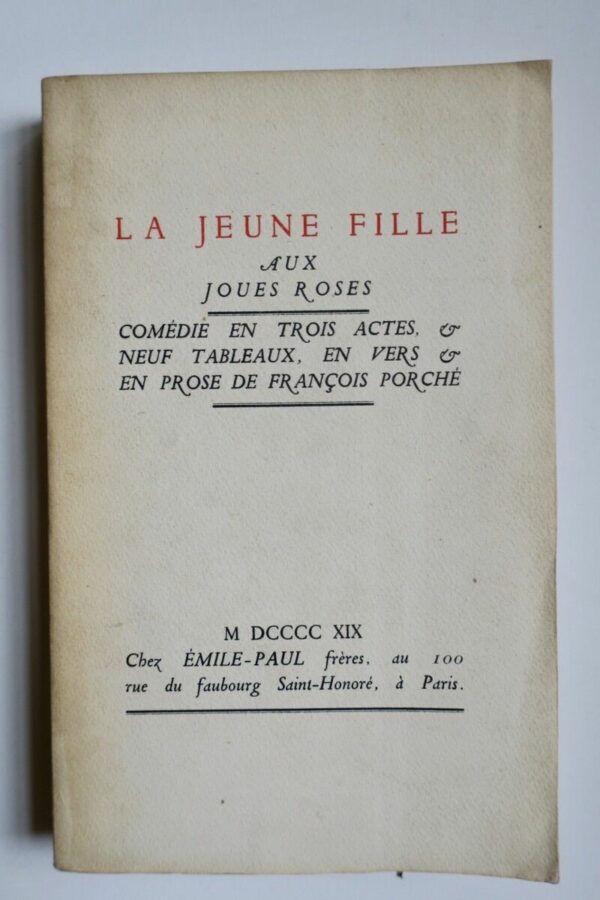 LA JEUNE FILLE
AUX
JOUES ROSES
COMÉDIE EN TROIS ACTES, &
NEUF TABLEAUX, EN VERS &
EN PROSE DE FRANÇOIS PORCHÉ
M DCCCC XIX
Chez ÉMILE-PAUL frères, au 100
rue du faubourg Saint-Honoré, à Paris.